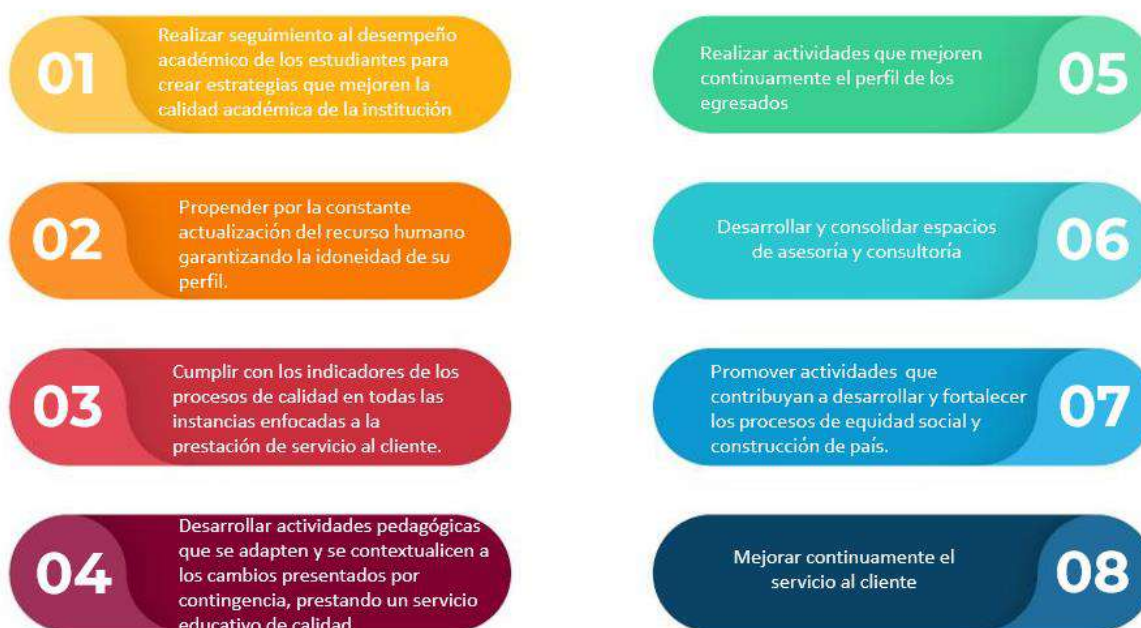 01
Realizar seguimiento al desempeño
académico de los estudiantes para
crear estrategias que mejoren la
calidad académica de la institución
02
Propender por la constante
actualización del recurso humano
garantizando la idoneidad de su
perfil.
03
Cumplir con los indicadores de los
procesos de calidad en todas las
instancias enfocadas a la
prestación de servicio al cliente.
04
Desarrollar actividades pedagógicas
que se adapten y se contextualicen a
los cambios presentados por
contingencia, prestando un servicio
educativo de calidad
Realizar actividades que mejoren
continuamente el perfil de los
egresados
05
Desarrollar y consolidar espacios
de asesoría y consultoría
06
Promover actividades que
contribuyan a desarrollar y fortalecer
los procesos de equidad social y
construcción de país.
07
Mejorar continuamente el
servicio al cliente
08